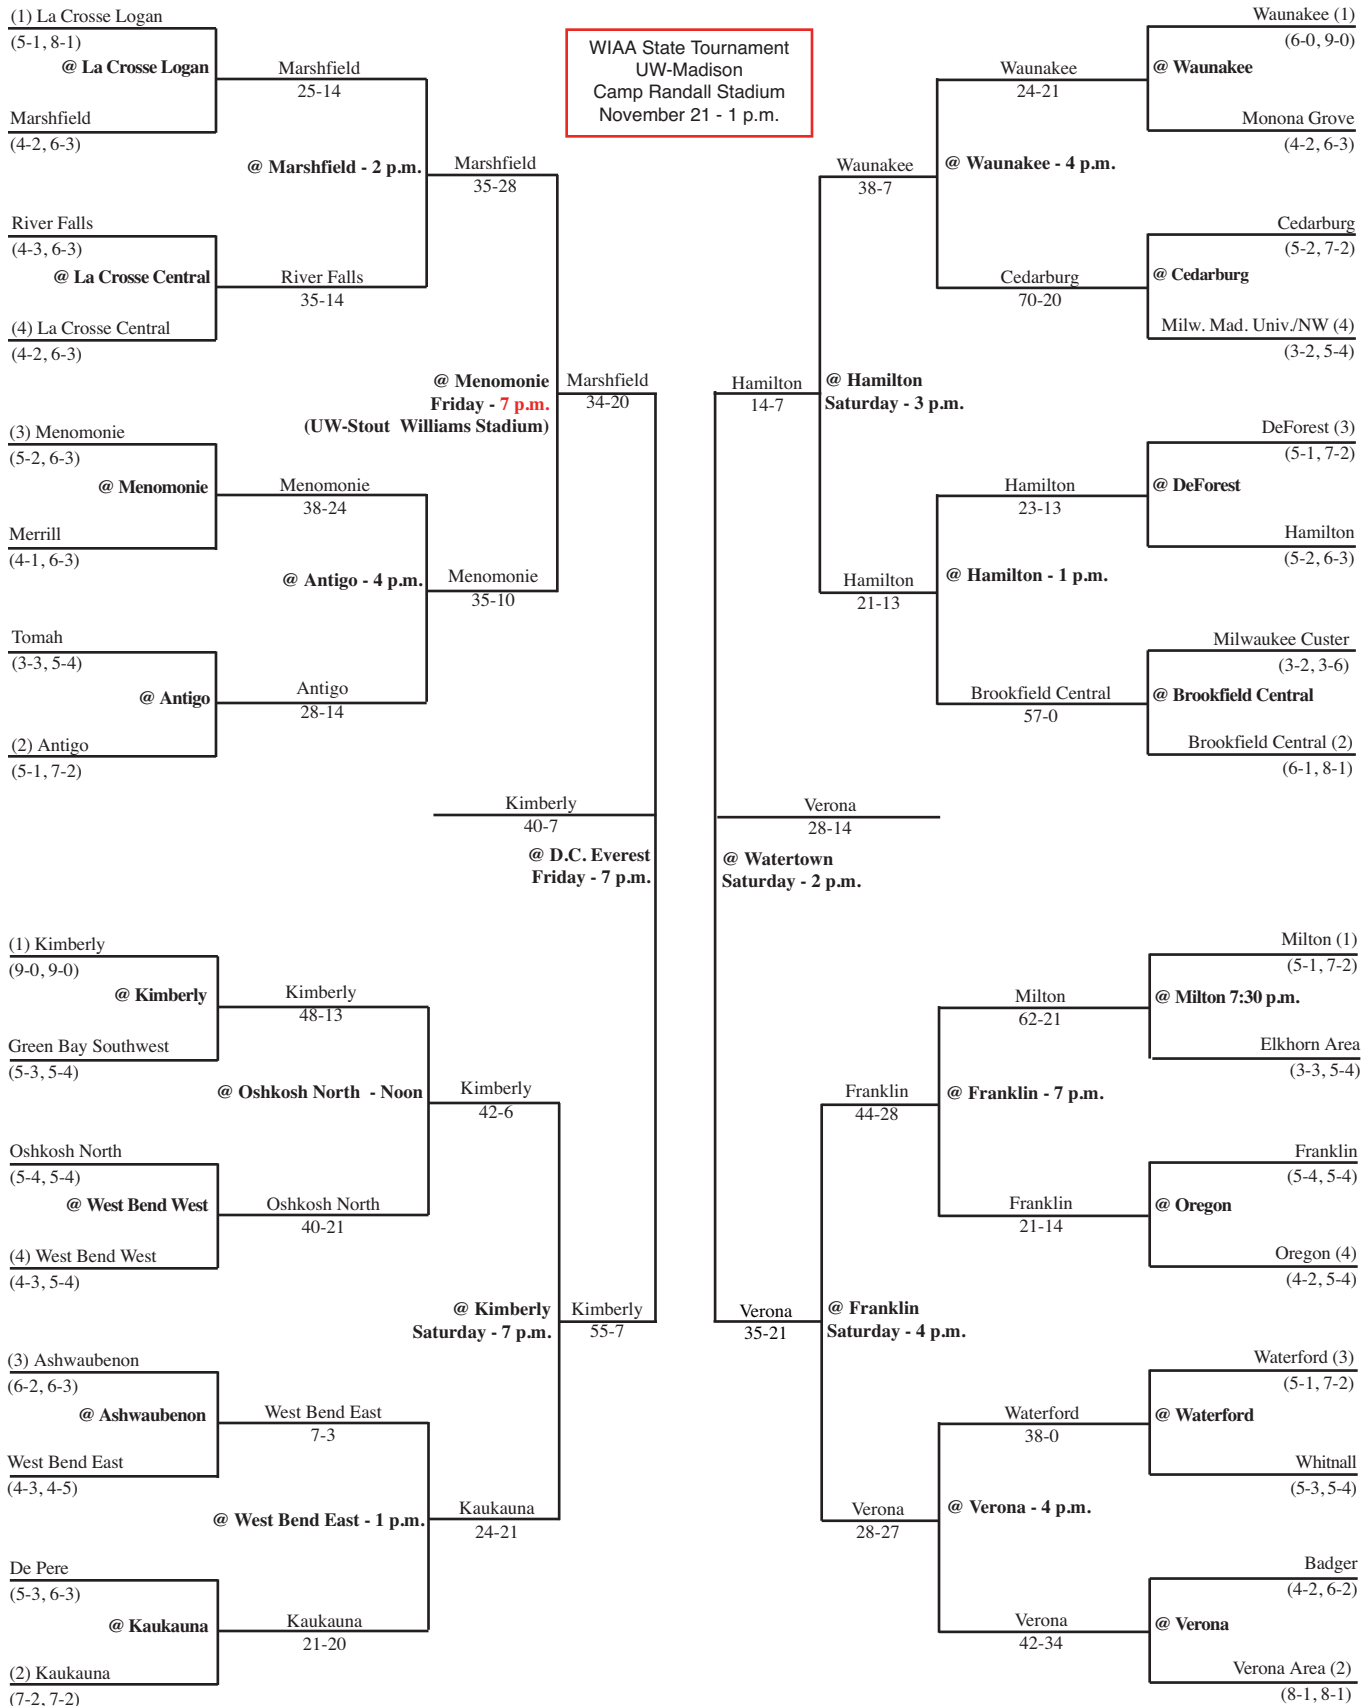 (1) La Crosse Logan
(5-1, 8-1)
@ La Crosse Logan
Marshfield
25-14
Marshfield
(4-2, 6-3)
@ Marshfield - 2 p.m.
Marshfield
35-28
River Falls
(4-3, 6-3)
@ La Crosse Central
River Falls
35-14
(4) La Crosse Central
(4-2, 6-3)
@ Menomonie
Friday - 7 p.m.
(UW-Stout Williams Stadium)
Marshfield
34-20
(3) Menomonie
(5-2, 6-3)
@ Menomonie
Menomonie
38-24
Merrill
(4-1, 6-3)
@ Antigo - 4 p.m.
Menomonie
35-10
Tomah
(3-3, 5-4)
@ Antigo
Antigo
28-14
(2) Antigo
(5-1, 7-2)
Kimberly
40-7
@ D.C. Everest
Friday - 7 p.m.
(1) Kimberly
(9-0, 9-0)
@ Kimberly
Kimberly
48-13
Green Bay Southwest
(5-3, 5-4)
@ Oshkosh North - Noon
Kimberly
42-6
Oshkosh North
(5-4, 5-4)
@ West Bend West
Oshkosh North
40-21
(4) West Bend West
(4-3, 5-4)
@ Kimberly
Saturday - 7 p.m.
Kimberly
55-7
(3) Ashwaubenon
(6-2, 6-3)
@ Ashwaubenon
West Bend East
7-3
West Bend East
(4-3, 4-5)
@ West Bend East - 1 p.m.
Kaukauna
24-21
De Pere
(5-3, 6-3)
@ Kaukauna
Kaukauna
21-20
(2) Kaukauna
(7-2, 7-2)
WIAA State Tournament
UW-Madison
Camp Randall Stadium
November 21 - 1 p.m.
Waunakee (1)
(6-0, 9-0)
@ Waunakee
Waunakee
24-21
Monona Grove
(4-2, 6-3)
Waunakee
38-7
@ Waunakee - 4 p.m.
Cedarburg
(5-2, 7-2)
@ Cedarburg
Cedarburg
70-20
Milw. Mad. Univ./NW (4)
(3-2, 5-4)
Hamilton
14-7
@ Hamilton
Saturday - 3 p.m.
DeForest (3)
(5-1, 7-2)
@ DeForest
Hamilton
23-13
Hamilton
(5-2, 6-3)
Hamilton
21-13
@ Hamilton - 1 p.m.
Milwaukee Custer
(3-2, 3-6)
@ Brookfield Central
Brookfield Central
57-0
Brookfield Central (2)
(6-1, 8-1)
Verona
28-14
@ Watertown
Saturday - 2 p.m.
Milton (1)
(5-1, 7-2)
@ Milton 7:30 p.m.
Milton
62-21
Elkhorn Area
(3-3, 5-4)
Franklin
44-28
@ Franklin - 7 p.m.
Franklin
(5-4, 5-4)
@ Oregon
Franklin
21-14
Oregon (4)
(4-2, 5-4)
Verona
35-21
@ Franklin
Saturday - 4 p.m.
Waterford (3)
(5-1, 7-2)
@ Waterford
Waterford
38-0
Whitnall
(5-3, 5-4)
Verona
28-27
@ Verona - 4 p.m.
Badger
(4-2, 6-2)
@ Verona
Verona
42-34
Verona Area (2)
(8-1, 8-1)